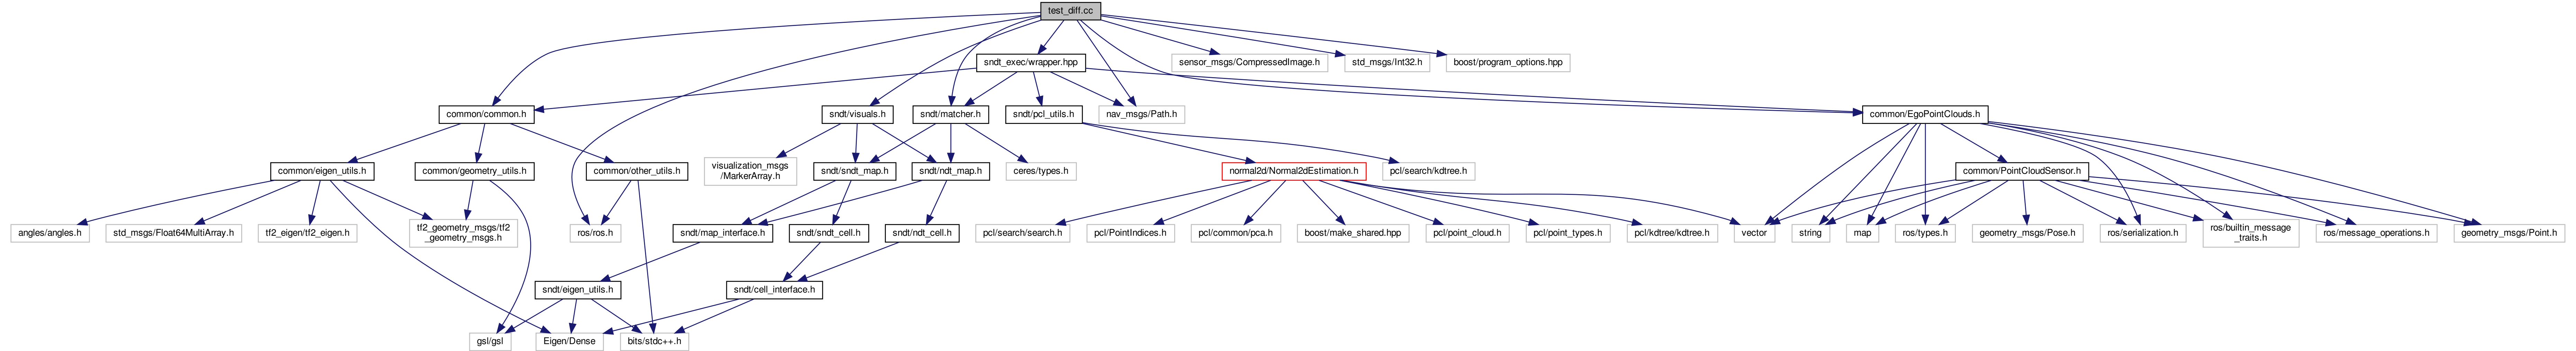 test_diff.cc
sndt_exec/wrapper.hpp
sensor_msgs/CompressedImage.h
std_msgs/Int32.h
boost/program_options.hpp
common/common.h
sndt/visuals.h
sndt/matcher.h
sndt/pcl_utils.h
nav_msgs/Path.h
common/EgoPointClouds.h
common/eigen_utils.h
common/geometry_utils.h
common/other_utils.h
visualization_msgs
/MarkerArray.h
sndt/sndt_map.h
sndt/ndt_map.h
ceres/types.h
normal2d/Normal2dEstimation.h
pcl/search/kdtree.h
common/PointCloudSensor.h
angles/angles.h
std_msgs/Float64MultiArray.h
tf2_eigen/tf2_eigen.h
tf2_geometry_msgs/tf2
_geometry_msgs.h
ros/ros.h
sndt/map_interface.h
sndt/sndt_cell.h
sndt/ndt_cell.h
pcl/search/search.h
pcl/PointIndices.h
pcl/common/pca.h
boost/make_shared.hpp
pcl/point_cloud.h
pcl/point_types.h
pcl/kdtree/kdtree.h
vector
string
map
ros/types.h
geometry_msgs/Pose.h
ros/serialization.h
ros/builtin_message
_traits.h
ros/message_operations.h
geometry_msgs/Point.h
sndt/eigen_utils.h
sndt/cell_interface.h
gsl/gsl
Eigen/Dense
bits/stdc++.h